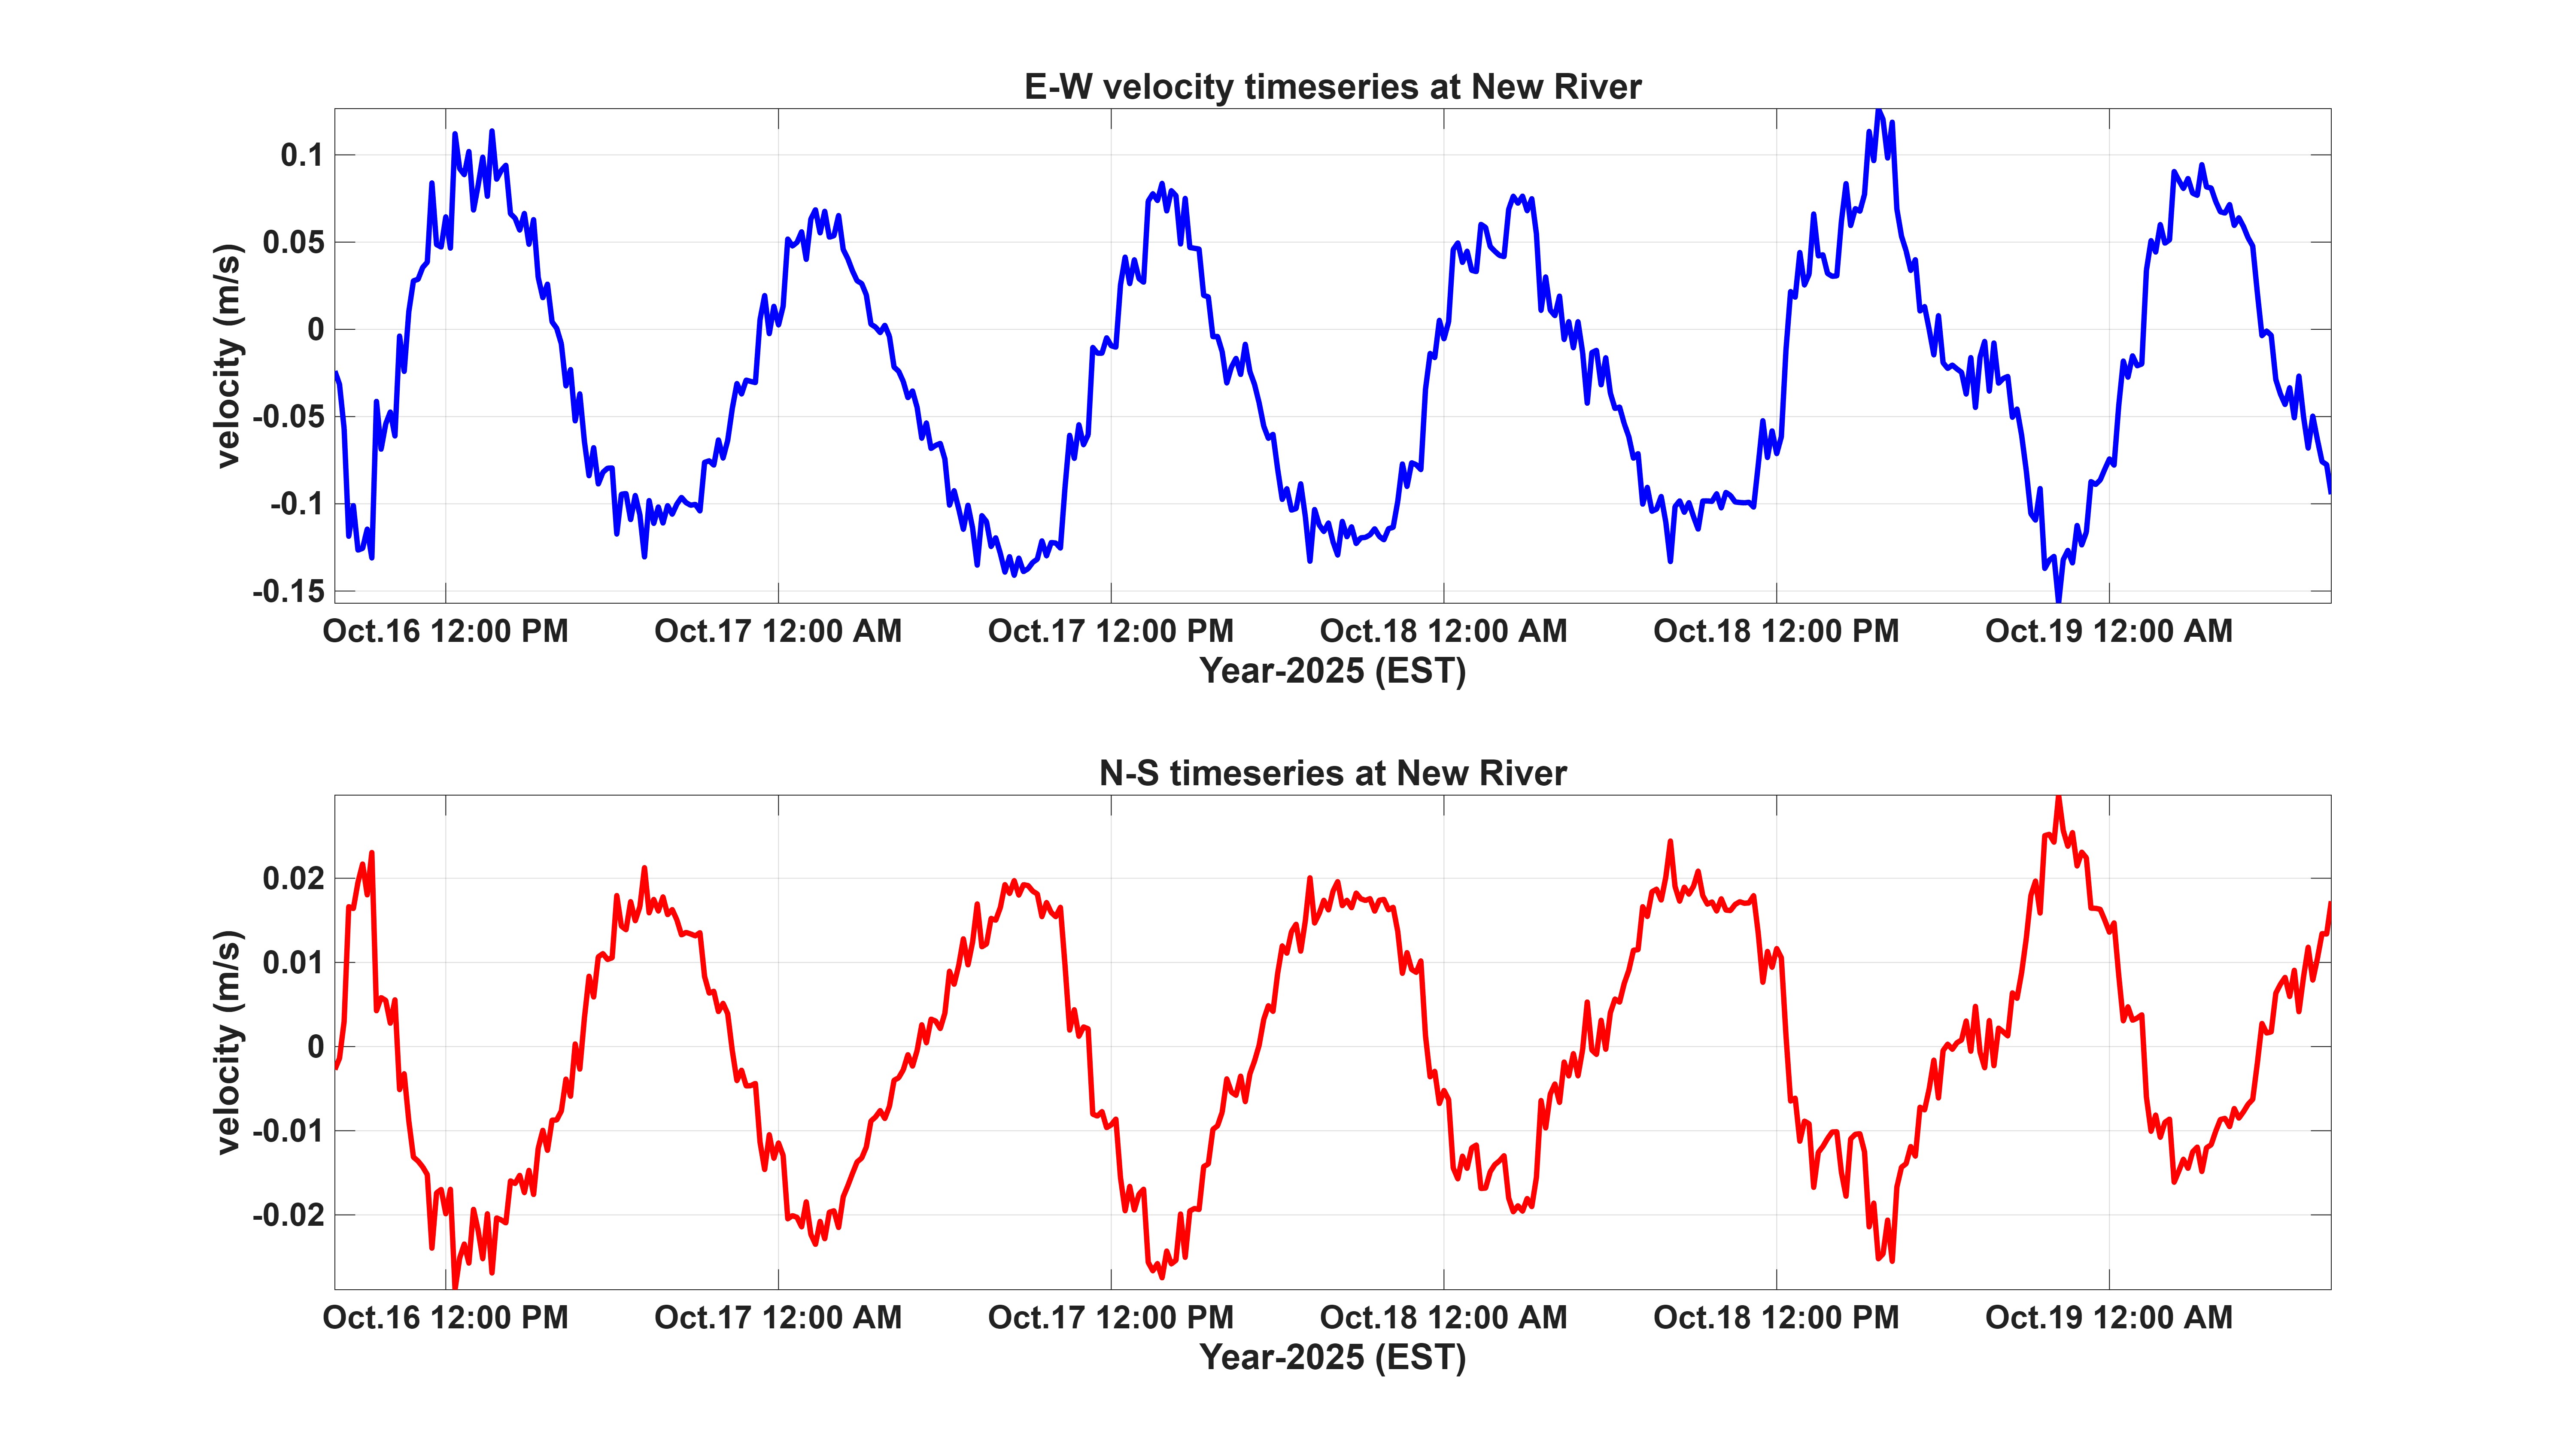 E-W velocity timeseries at New River
velocity (m/s)
0.1
0.05
0
-0.05
-0.1
-0.15
Oct.16 12:00 PM Oct.17 12:00 AM Oct.17 12:00 PM Oct.18 12:00 AM Oct.18 12:00 PM Oct.19 12:00 AM
Year-2025 (EST)
N-S timeseries at New River
velocity (m/s)
0.02
0.01
0
-0.01
-0.02
Oct.16 12:00 PM Oct.17 12:00 AM Oct.17 12:00 PM Oct.18 12:00 AM Oct.18 12:00 PM Oct.19 12:00 AM
Year-2025 (EST)